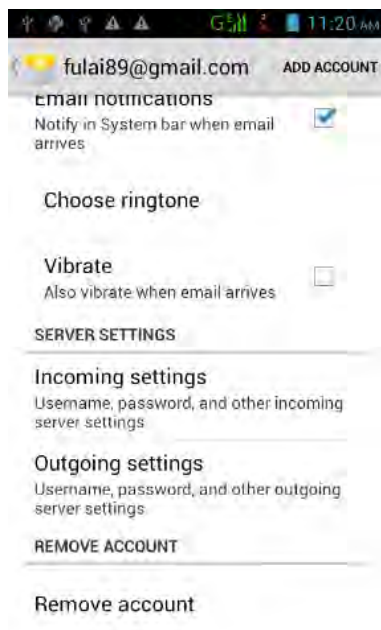 11:20 AM
fulai89@gmail.com ADD ACCOUNT
Email notifications
Notify in System bar when email
arrives
Choose ringtone
Vibrate
Also vibrate when email arrives
SERVER SETTINGS
Incoming settings
Username, password, and other incoming
server settings
Outgoing settings
Username, password, and other outgoing
server settings
REMOVE ACCOUNT
Remove account